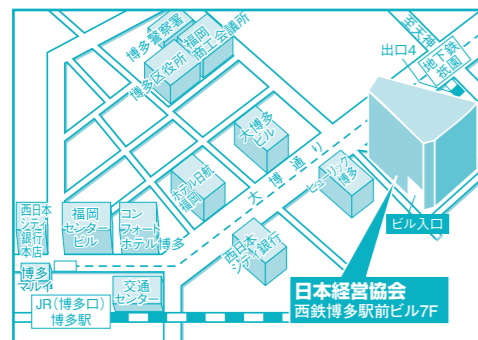 博多警察署
福岡
商工会議所
博多区役所
至天神
出口4
地下鉄
祇園
大博多
ビル
大博通り
ホテル日航
福岡
ヒューリック
博多
西日本
シティ
銀行
本店
福岡
センター
ビル
コン
フォート
ホテル博多
西日本
シティ銀行
ビル入口
博多
マルイ
交通
センター
JR(博多口)
博多駅
日本経営協会
西鉄博多駅前ビル7F